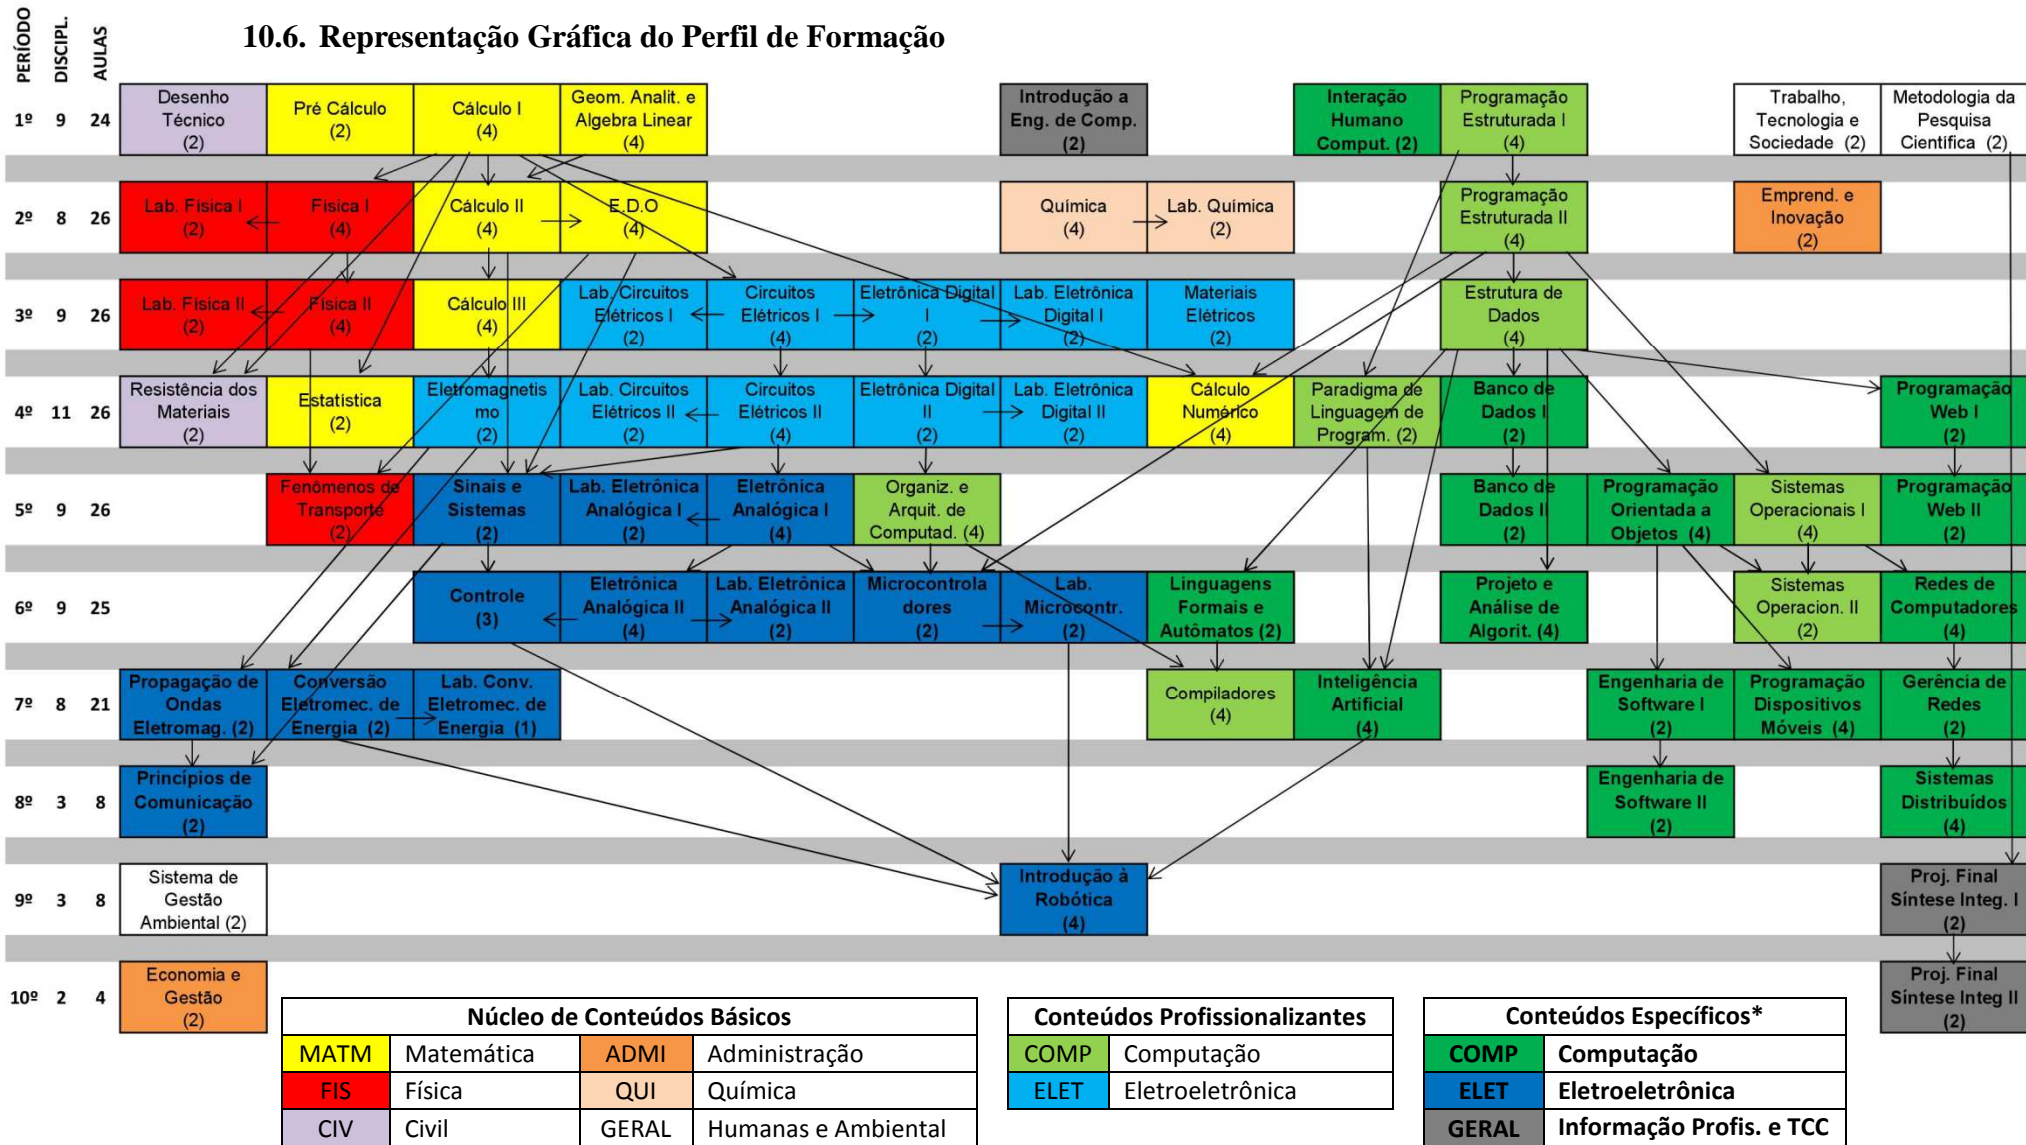 10.6. Representação Gráfica do Perfil de Formação
PERÍODO
DISCIPL.
AULAS
1º 9 24
Desenho
Técnico
(2)
Pré Cálculo
(2)
Cálculo I
(4)
Geom. Analit. e
Algebra Linear
(4)
Introdução a
Eng. de Comp.
(2)
Interação
Humano
Comput. (2)
Programação
Estruturada I
(4)
Trabalho,
Tecnologia e
Sociedade (2)
Metodologia da
Pesquisa
Científica (2)
2º 8 26
Lab. Fisica I
(2)
Fisica I
(4)
Cálculo II
(4)
E.D.O
(4)
Química
(4)
Lab. Química
(2)
Programação
Estruturada II
(4)
Emprend. e
Inovação
(2)
3º 9 26
Lab. Fisica II
(2)
Fisica II
(4)
Cálculo III
(4)
Lab. Circuitos
Elétricos I
(2)
Circuitos
Elétricos I
(4)
Eletrônica Digital
I
(2)
Lab. Eletrônica
Digital I
(2)
Materiais
Elétricos
(2)
Estrutura de
Dados
(4)
4º 11 26
Resistência dos
Materiais
(2)
Estatistica
(2)
Eletromagnetis
mo
(2)
Lab. Circuitos
Elétricos II
(2)
Circuitos
Elétricos II
(4)
Eletrônica Digital
II
(2)
Lab. Eletrônica
Digital II
(2)
Cálculo
Numérico
(4)
Paradigma de
Linguagem de
Program. (2)
Banco de
Dados I
(2)
Programação
Web I
(2)
5º 9 26
Fenômenos de
Transporte
(2)
Sinais e
Sistemas
(2)
Lab. Eletrônica
Analógica I
(2)
Eletrônica
Analógica I
(4)
Organiz. e
Arquit. de
Computad. (4)
Banco de
Dados II
(2)
Programação
Orientada a
Objetos (4)
Sistemas
Operacionais I
(4)
Programação
Web II
(2)
6º 9 25
Controle
(3)
Eletrônica
Analógica II
(4)
Lab. Eletrônica
Analógica II
(2)
Microcontrola
dores
(2)
Lab.
Microcontr.
(2)
Linguagens
Formais e
Autômatos (2)
Projeto e
Análise de
Algorit. (4)
Sistemas
Operacion. II
(2)
Redes de
Computadores
(4)
7º 8 21
Propagação de
Ondas
Eletromag. (2)
Conversão
Eletromec. de
Energia (2)
Lab. Conv.
Eletromec. de
Energia (1)
Compiladores
(4)
Inteligência
Artificial
(4)
Engenharia de
Software I
(2)
Programação
Dispositivos
Móveis (4)
Gerência de
Redes
(2)
8º 3 8
Princípios de
Comunicação
(2)
Engenharia de
Software II
(2)
Sistemas
Distribuídos
(4)
9º 3 8
Sistema de
Gestão
Ambiental (2)
Introdução à
Robótica
(4)
Proj. Final
Síntese Integ. I
(2)
10º 2 4
Economia e
Gestão
(2)
Proj. Final
Síntese Integ II
(2)
Núcleo de Conteúdos Básicos
MATM Matemática ADMI Administração
FIS Física QUI Química
CIV Civil GERAL Humanas e Ambiental
Conteúdos Profissionalizantes
COMP Computação
ELET Eletroeletrônica
Conteúdos Específicos*
COMP Computação
ELET Eletroeletrônica
GERAL Informação Profis. e TCC